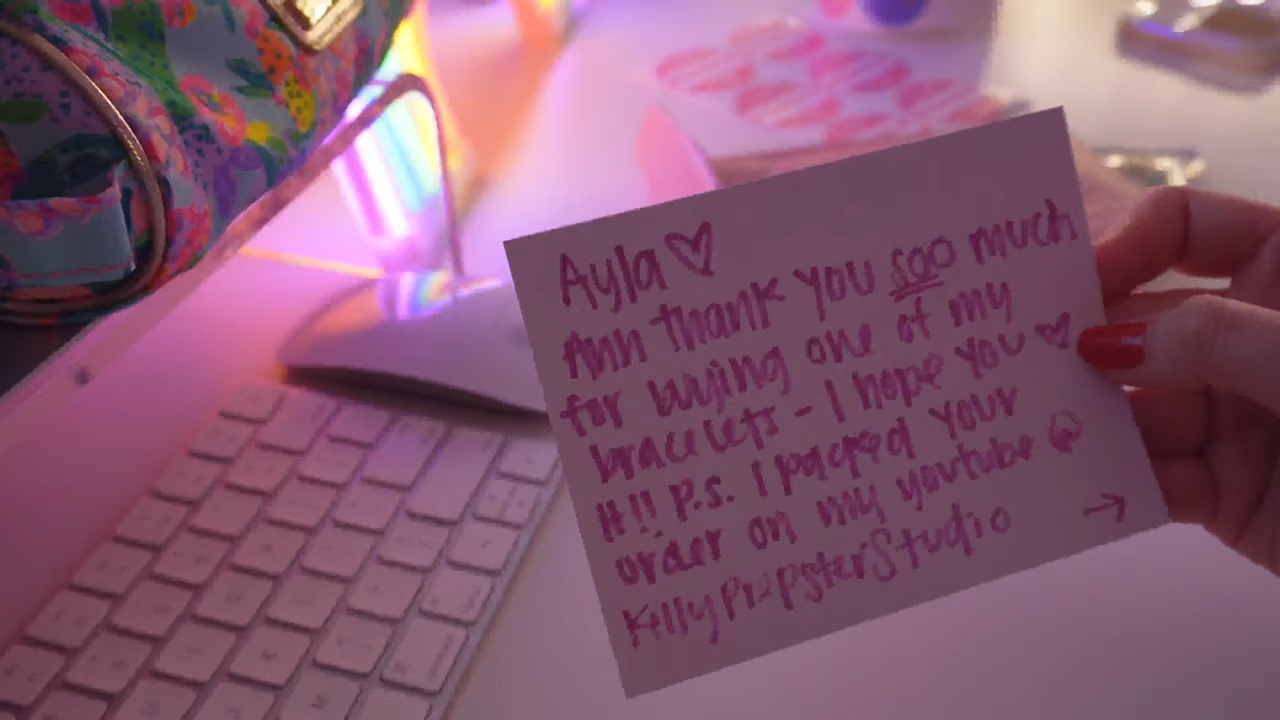 Ayla ♡
Ahh thank you soo much
for buying one of my
bracelets - I hope you ♡
it!! P.S. I packed your
order on my youtube
KellyPrepsterStudio →